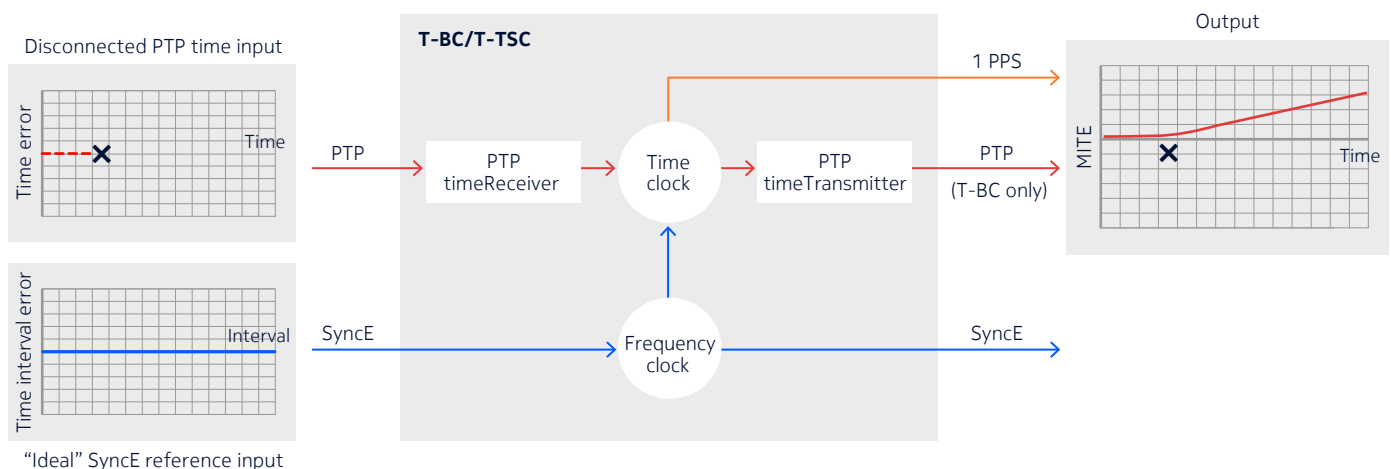 Disconnected PTP time input
Time error
Time
"Ideal" SyncE reference input
Time interval error
Interval
T-BC/T-TSC
PTP
PTP
timeReceiver
Time
clock
PTP
timeTransmitter
1 PPS
PTP
(T-BC only)
SyncE
Frequency
clock
SyncE
Output
MITE
Time